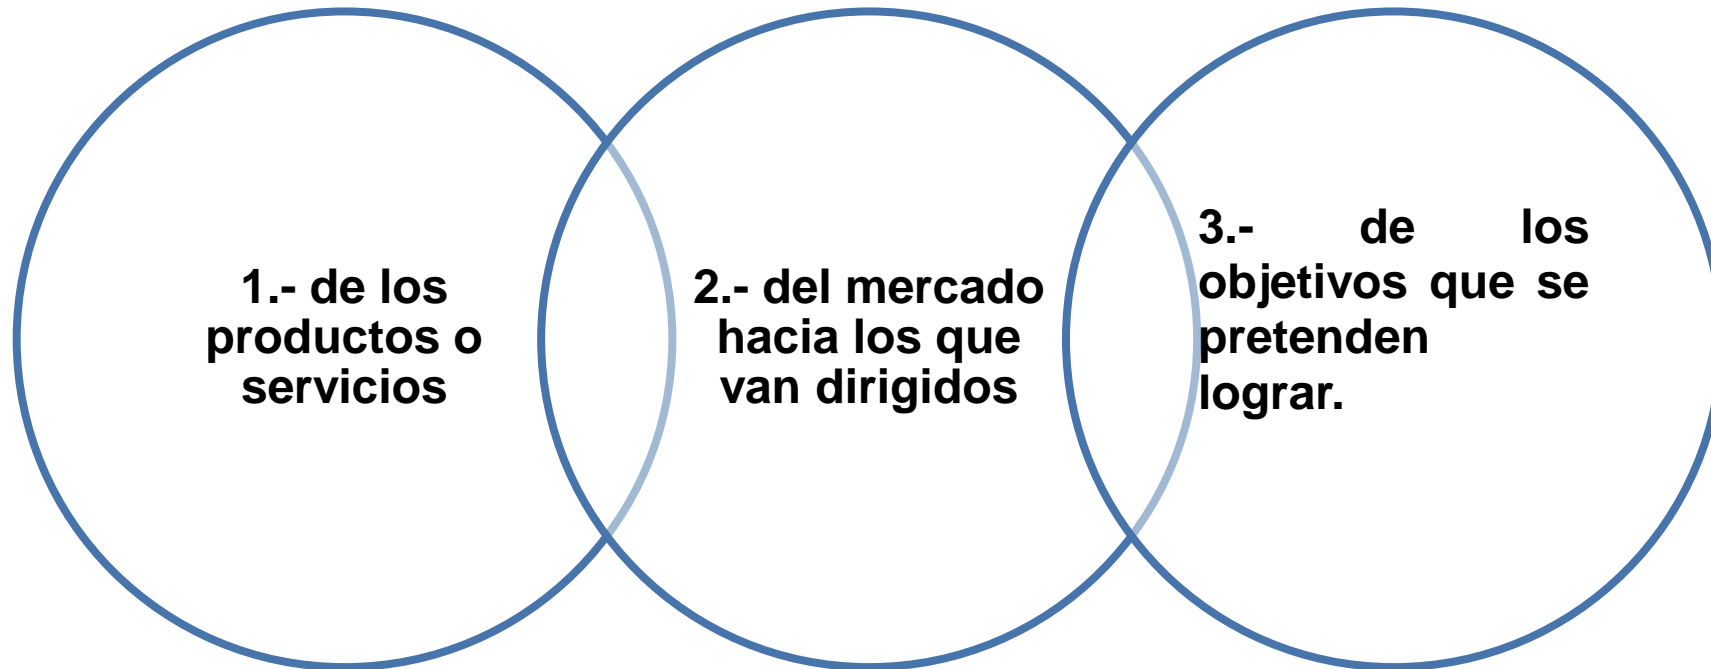 1.- de los
productos o
servicios
2.- del mercado
hacia los que
van dirigidos
3.- de los
objetivos que se
pretenden
lograr.